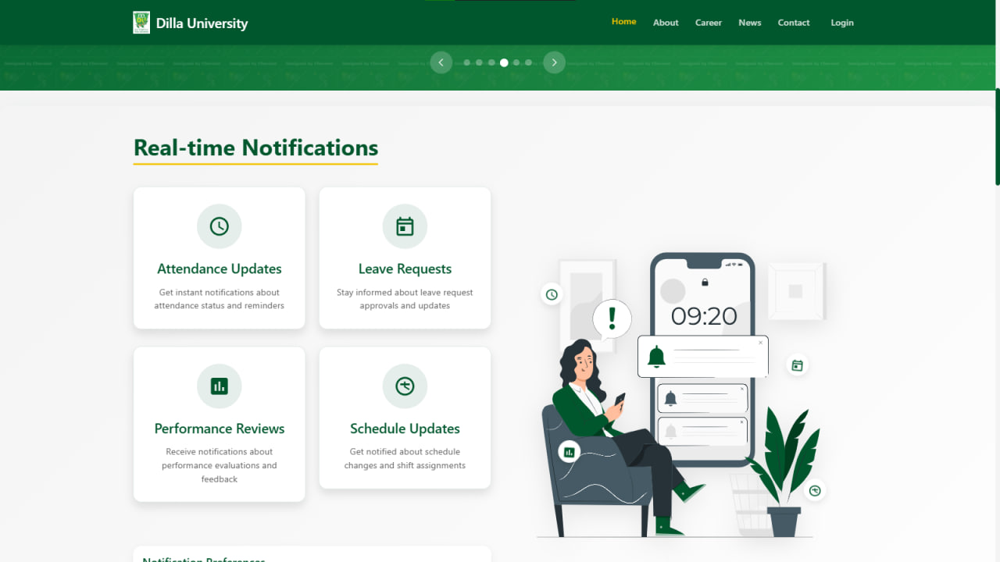 Dilla University
Home
About
Career
News
Contact
Login
Real-time Notifications
Attendance Updates
Get instant notifications about
attendance status and reminders
Leave Requests
Stay informed about leave request
approvals and updates
Performance Reviews
Receive notifications about
performance evaluations and
feedback
Schedule Updates
Get notified about schedule
changes and shift assignments
09:20
Notification Preferences